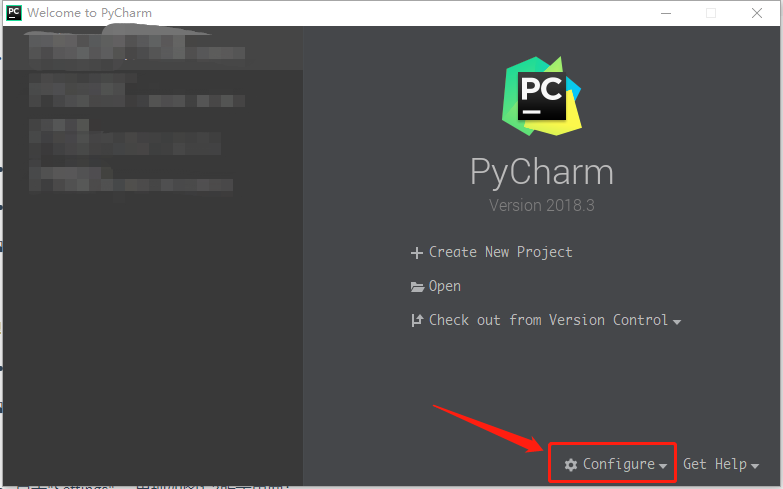 Welcome to PyCharm
PC
PyCharm
Version 2018.3
Create New Project
Open
Check out from Version Control
Configure
Get Help